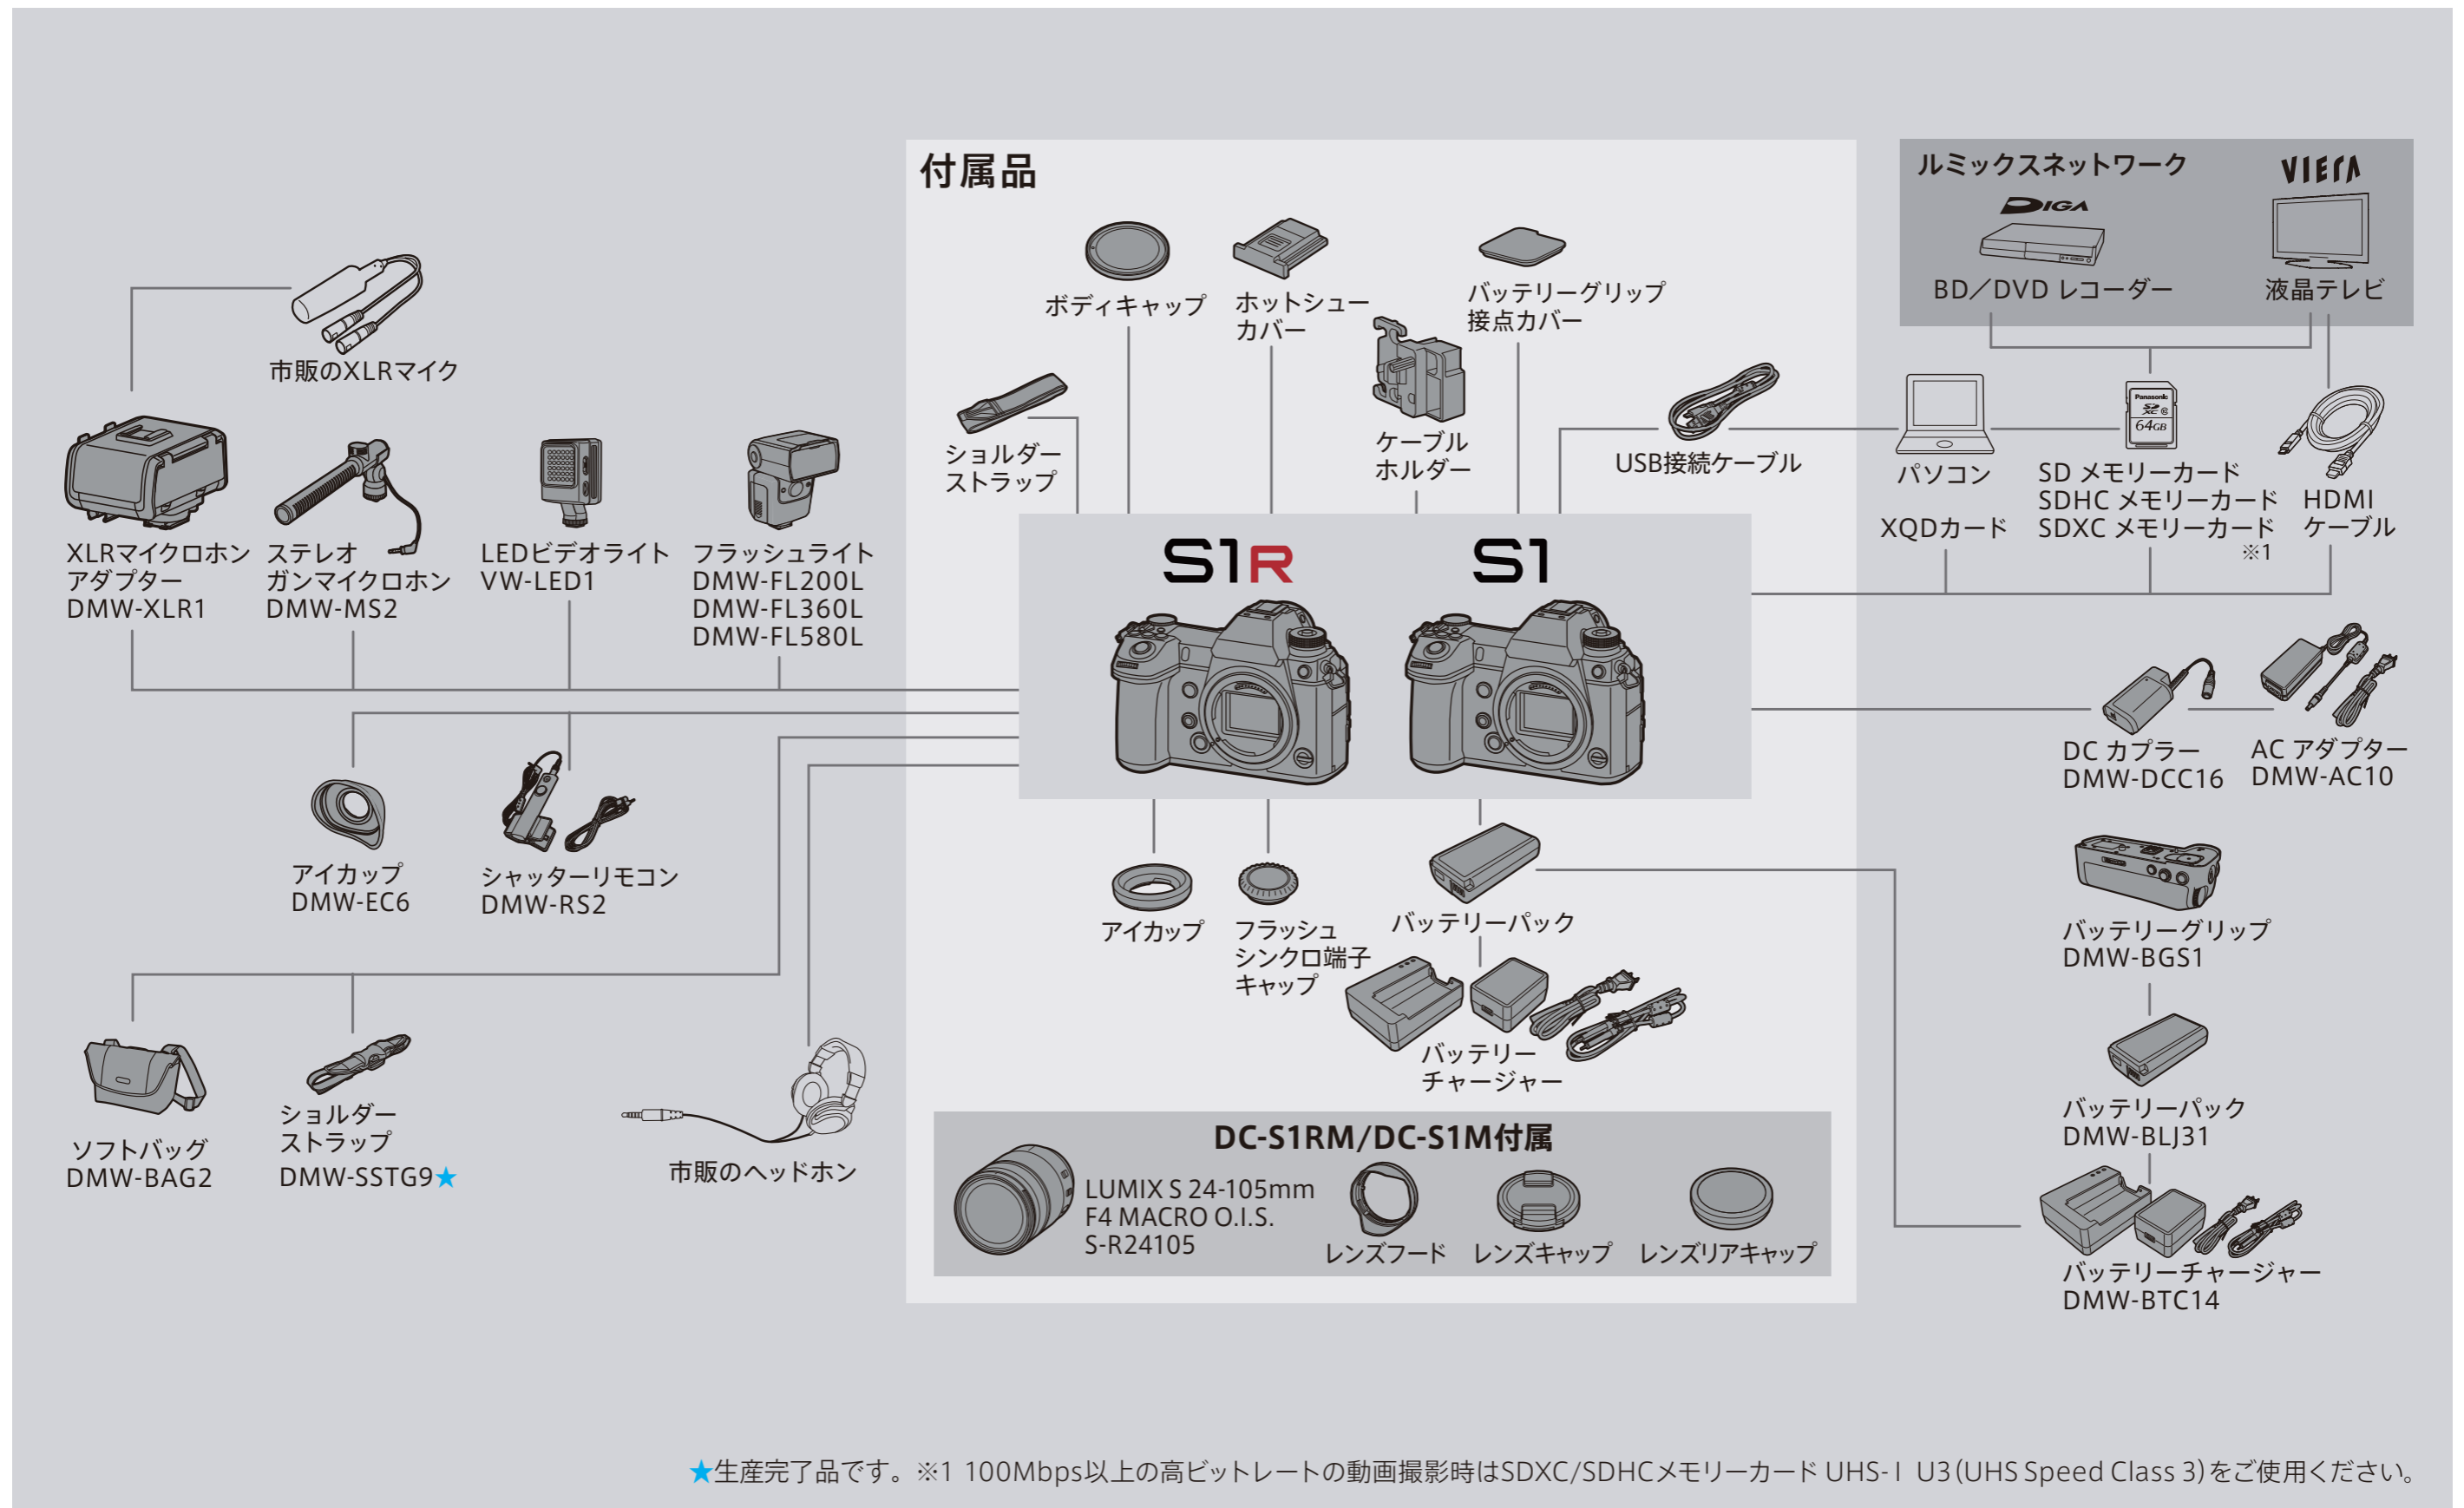 付属品
ボディキャップ
ホットシュー
カバー
バッテリーグリップ
接点カバー
ショルダー
ストラップ
ケーブル
ホルダー
USB接続ケーブル
ルミックスネットワーク
VIERA
DIGA
BD／DVD レコーダー
液晶テレビ
市販のXLRマイク
XLRマイクロホン
アダプター
DMW-XLR1
ステレオ
ガンマイクロホン
DMW-MS2
LEDビデオライト
VW-LED1
フラッシュライト
DMW-FL200L
DMW-FL360L
DMW-FL580L
パソコン
XQDカード
Panasonic
SD
XC
64GB
SD メモリーカード
SDHC メモリーカード
SDXC メモリーカード
※1
HDMI
ケーブル
S1R
S1
DC カプラー
DMW-DCC16
AC アダプター
DMW-AC10
アイカップ
DMW-EC6
シャッターリモコン
DMW-RS2
アイカップ
フラッシュ
シンクロ端子
キャップ
バッテリーパック
バッテリー
チャージャー
バッテリーグリップ
DMW-BGS1
バッテリーパック
DMW-BLJ31
バッテリーチャージャー
DMW-BTC14
ソフトバッグ
DMW-BAG2
ショルダー
ストラップ
DMW-SSTG9★
市販のヘッドホン
DC-S1RM/DC-S1M付属
LUMIX S 24-105mm
F4 MACRO O.I.S.
S-R24105
レンズフード
レンズキャップ
レンズリアキャップ
★生産完了品です。※1 100Mbps以上の高ビットレートの動画撮影時はSDXC/SDHCメモリーカード UHS-Ⅰ U3(UHS Speed Class 3)をご使用ください。